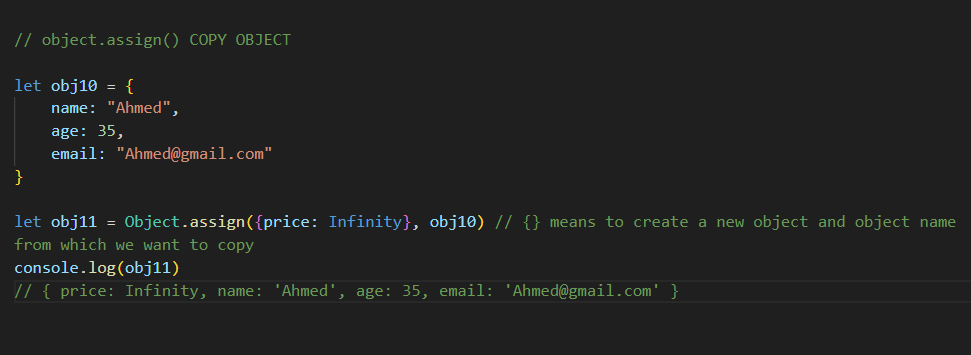 // object.assign() COPY OBJECT
let obj10 = {
name: "Ahmed",
age: 35,
email: "Ahmed@gmail.com"
}
let obj11 = Object.assign({price: Infinity}, obj10) // {} means to create a new object and object name
from which we want to copy
console.log(obj11)
// { price: Infinity, name: 'Ahmed', age: 35, email: 'Ahmed@gmail.com' }